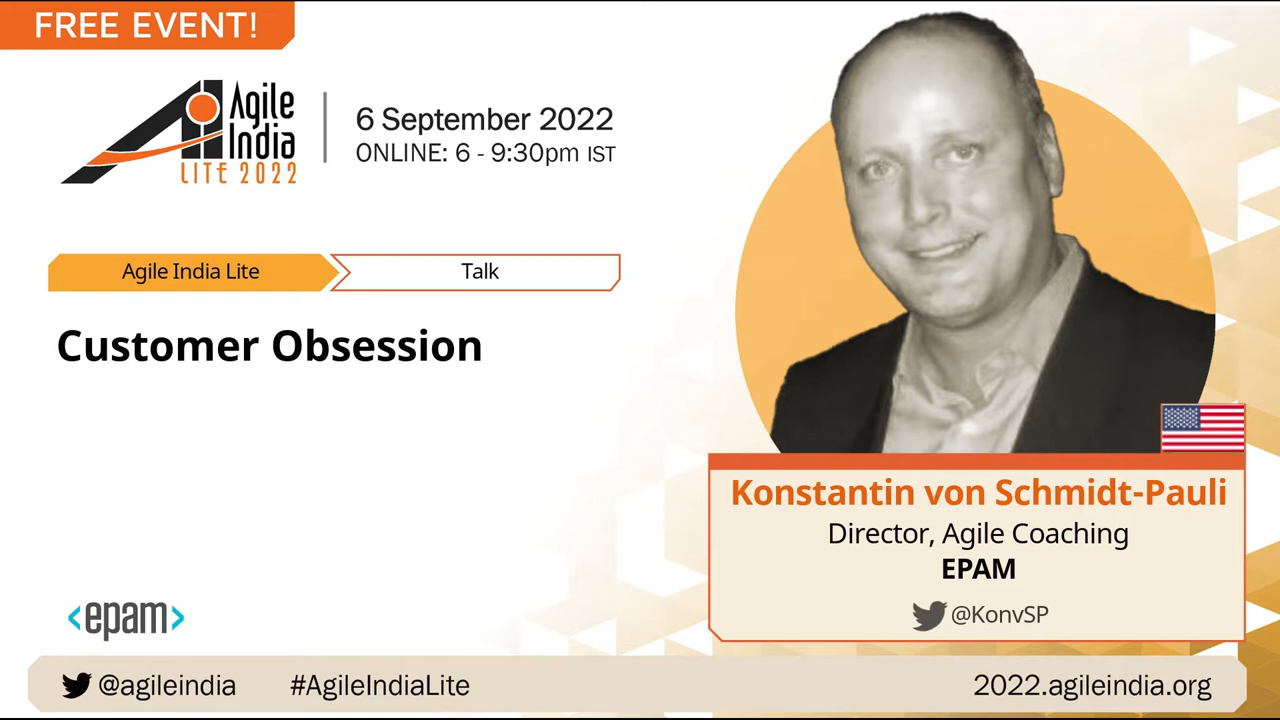 FREE EVENT!
Agile
India
LITE 2022
6 September 2022
ONLINE: 6 - 9:30pm IST
Agile India Lite
Talk
Customer Obsession
Konstantin von Schmidt-Pauli
Director, Agile Coaching
EPAM
@KonvSP
<epam>
@agileindia
#AgileIndiaLite
2022.agileindia.org